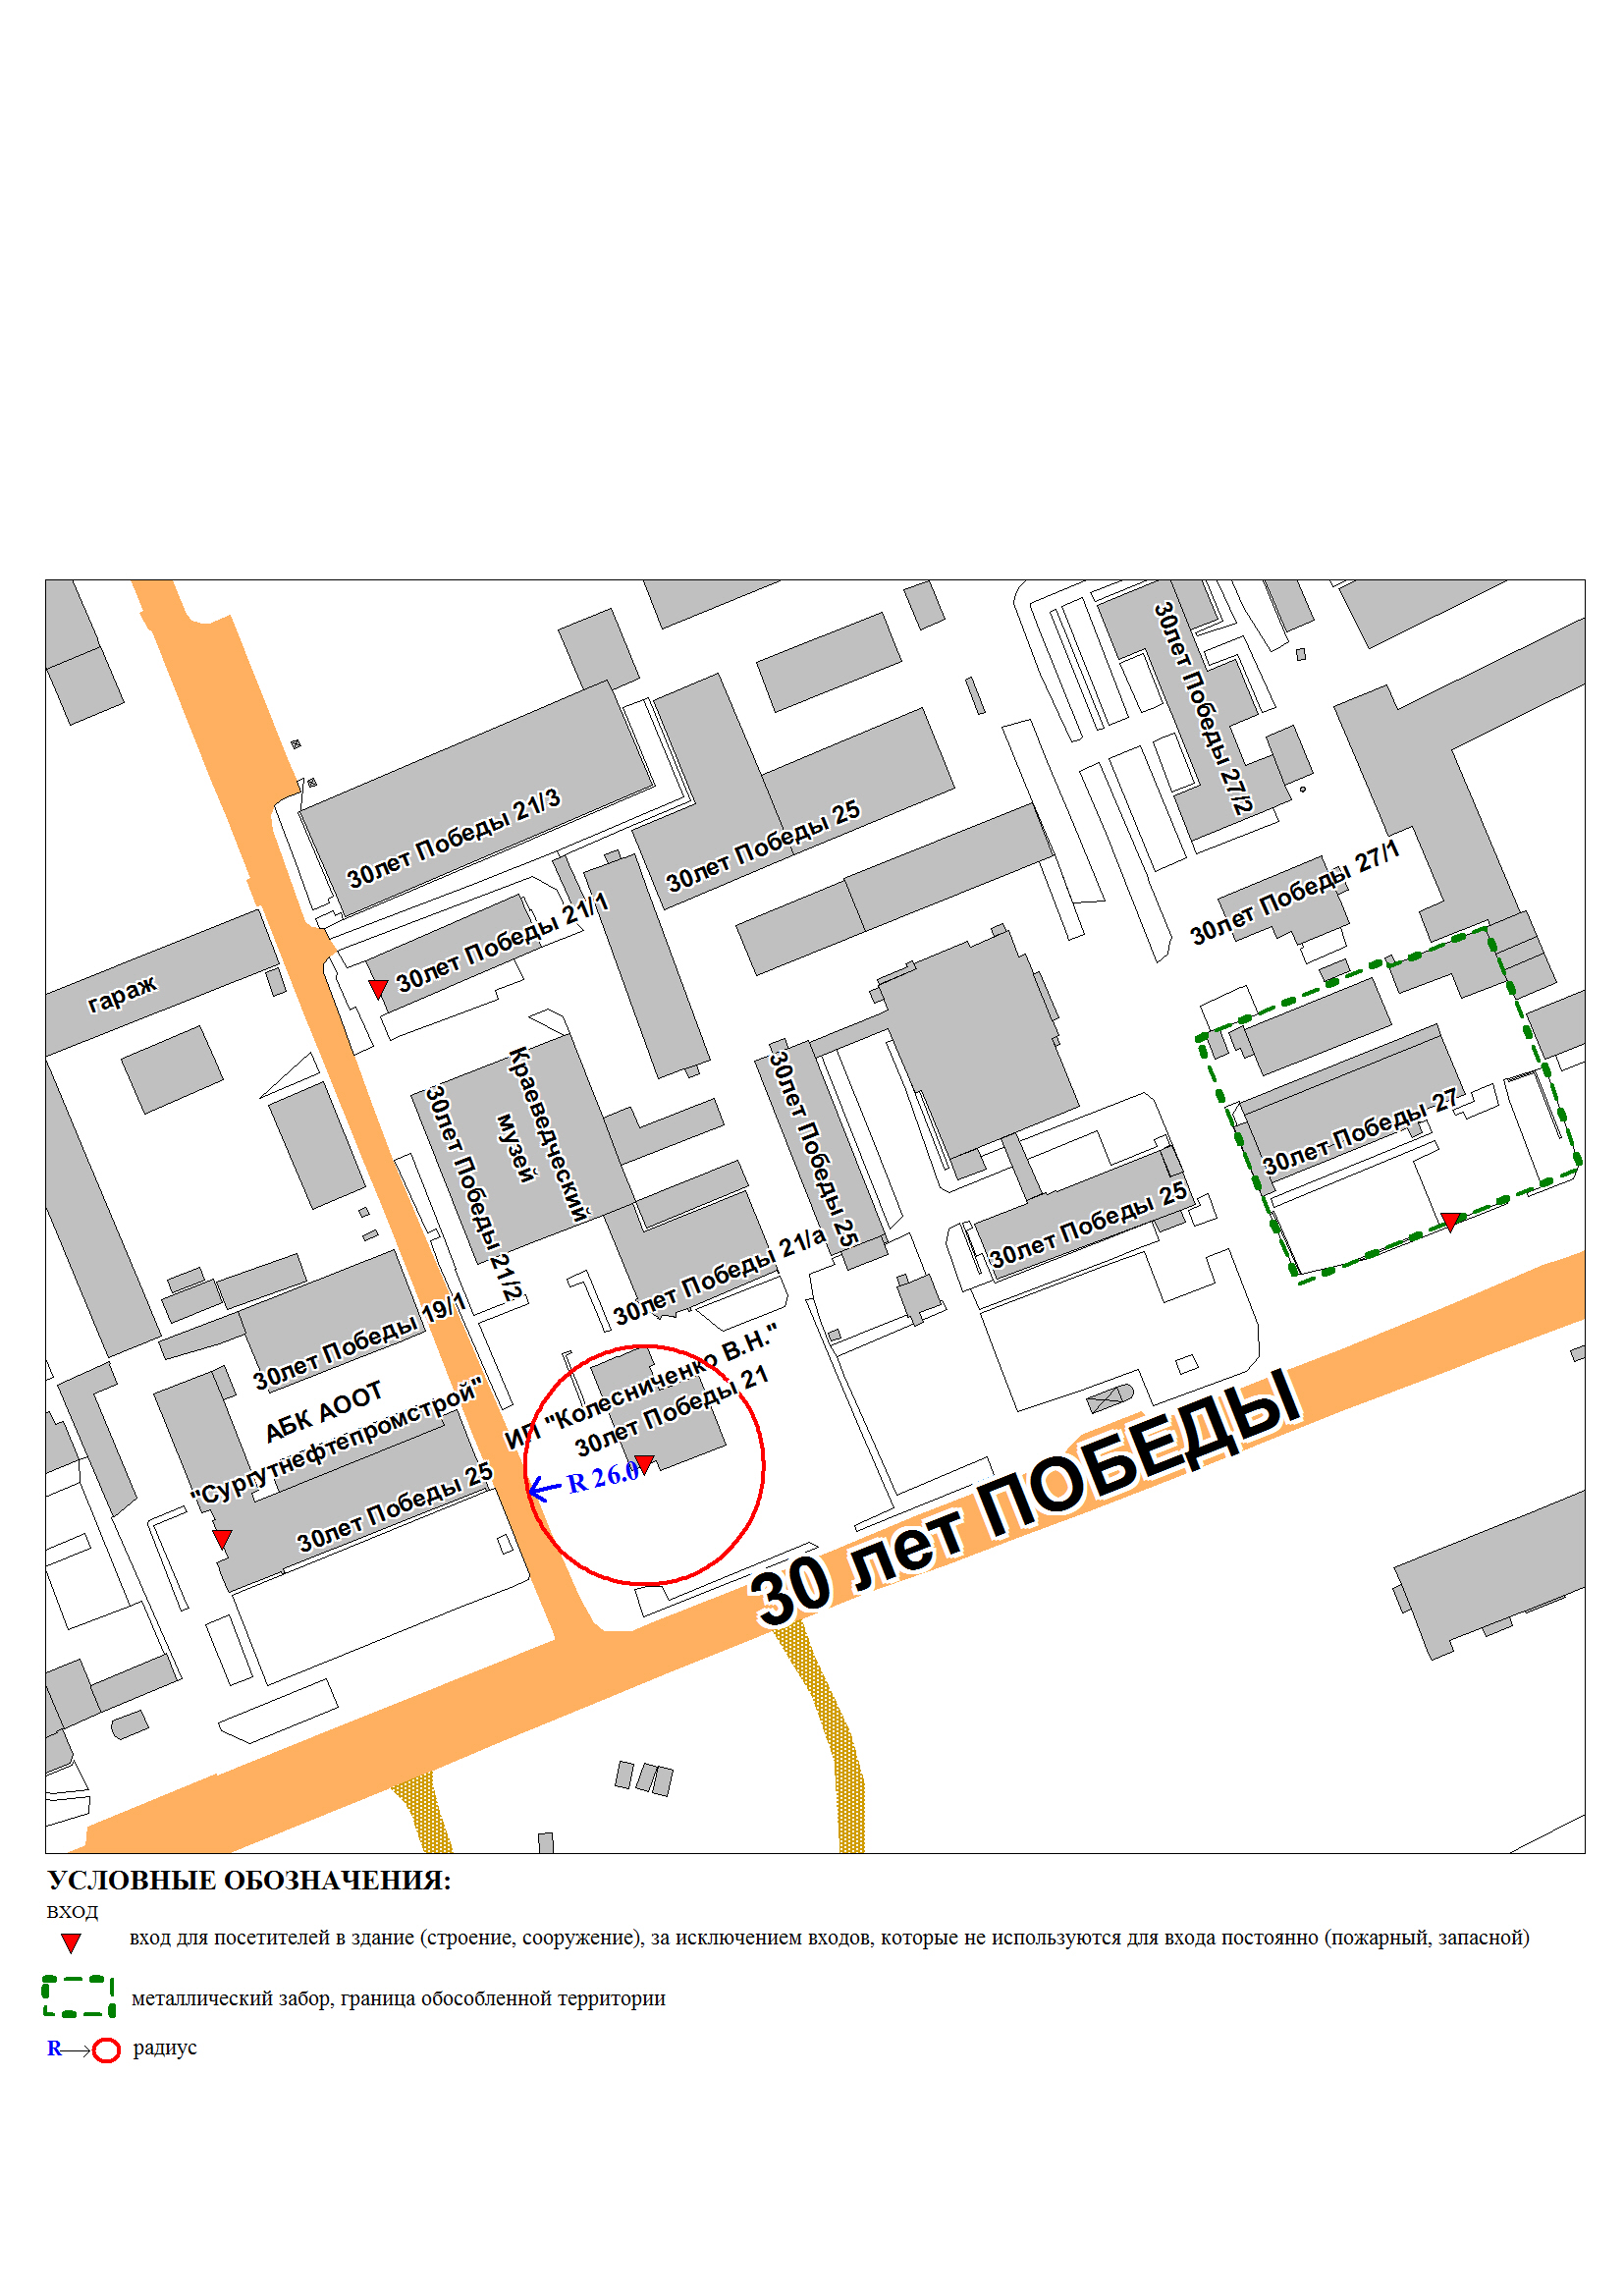 30лет Победы 27/2
30лет Победы 21/3
30лет Победы 25
30лет Победы 27/1
30лет Победы 21/1
гараж
Краеведческий
музей
30лет Победы 21/2
30лет Победы 25
30лет Победы 27
30лет Победы 25
30лет Победы 21/а
30лет Победы 19/1
ИП "Колесниченко В.Н."
30лет Победы 21
АБК АООТ
"Сургутнефтепромстрой"
30лет Победы 25
R 26.0
30 лет ПОБЕДЫ
УСЛОВНЫЕ ОБОЗНАЧЕНИЯ:
ВХОД
вход для посетителей в здание (строение, сооружение), за исключением входов, которые не используются для входа постоянно (пожарный, запасной)
металлический забор, граница обособленной территории
R
радиус